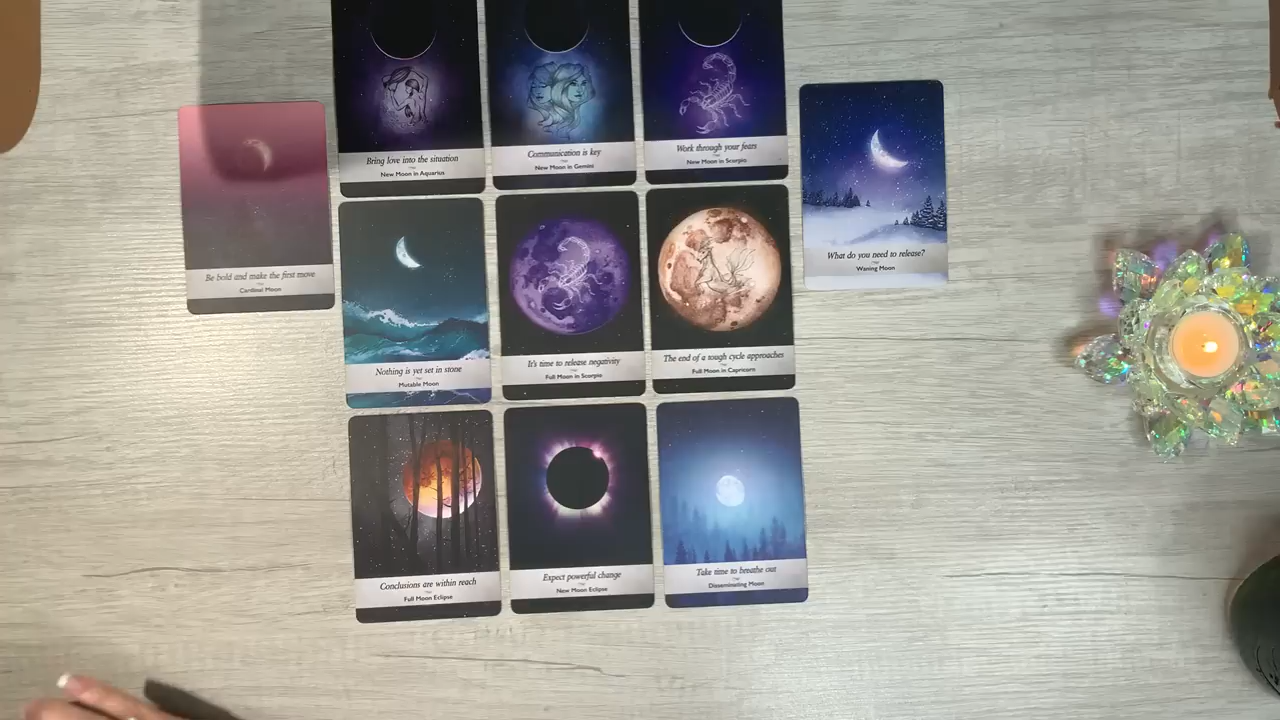 Bring love into the situation
New Moon in Aquarius
Communication is key
New Moon in Gemini
Work through your fears
New Moon in Scorpio
Be bold and make the first move
Cardinal Moon
Nothing is yet set in stone
Mutable Moon
It's time to release negativity
Full Moon in Scorpio
The end of a tough cycle approaches
Full Moon in Capricorn
What do you need to release?
Waning Moon
Conclusions are within reach
Full Moon Eclipse
Expect powerful change
New Moon Eclipse
Take time to breathe out
Disseminating Moon